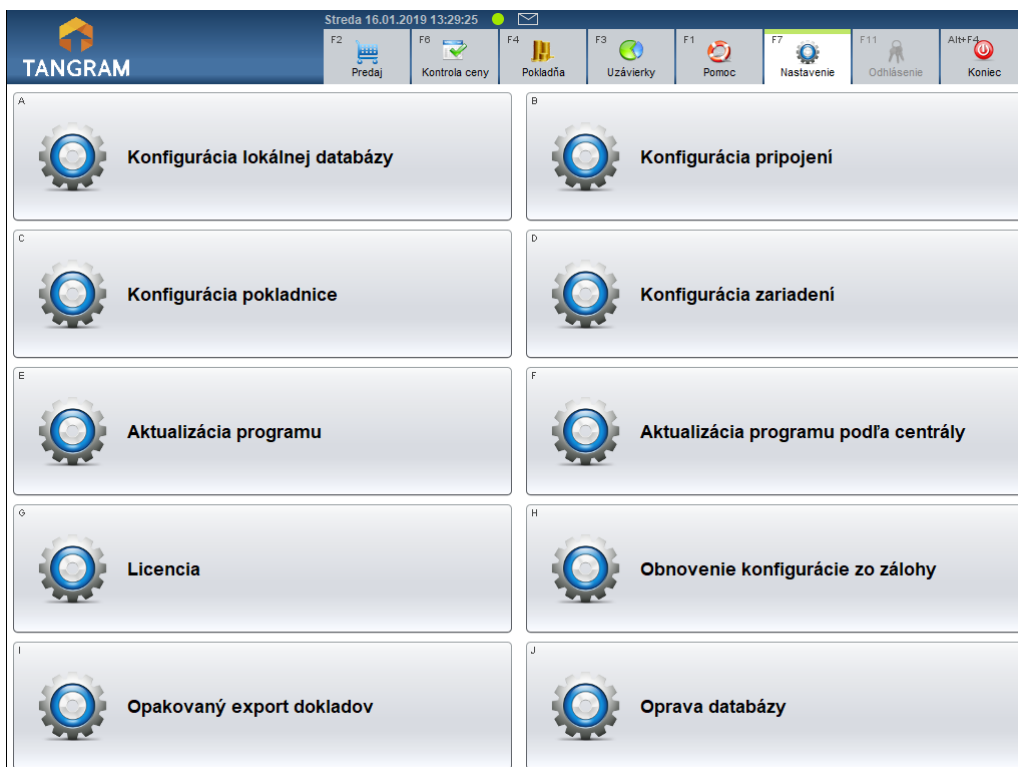 Streda 16.01.2019 13:29:25
TANGRAM
F2 Predaj
F6 Kontrola ceny
F4 Pokladňa
F3 Uzávierky
F1 Pomoc
F7 Nastavenie
F11 Odhlásenie
Alt+F4 Koniec
A
Konfigurácia lokálnej databázy
B
Konfigurácia pripojení
C
Konfigurácia pokladnice
D
Konfigurácia zariadení
E
Aktualizácia programu
F
Aktualizácia programu podľa centrály
G
Licencia
H
Obnovenie konfigurácie zo zálohy
I
Opakovaný export dokladov
J
Oprava databázy